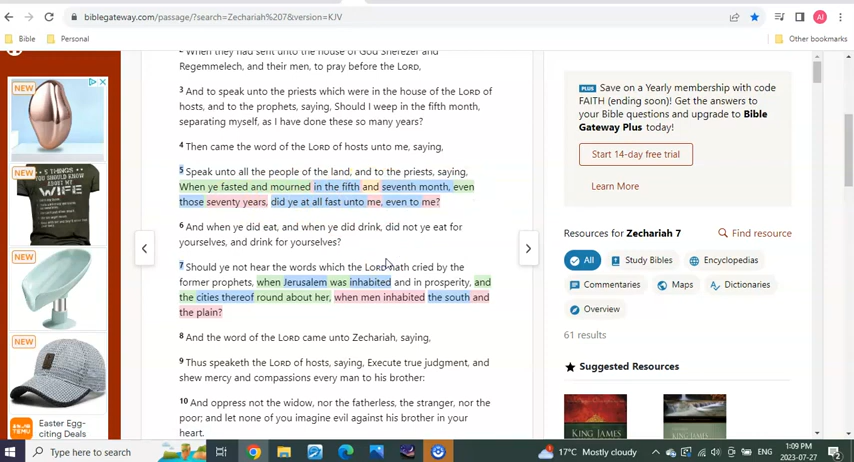 biblegateway.com/passage/?search=Zechariah%207&version=KJV
Bible
Personal
Other bookmarks
NEW
5 THINGS YOU SHOULD KNOW ABOUT MY
WIFE
NEW
NEW
Easter Egg-
citing Deals
TEMU
When they had sent unto the house of God Sherezer and
Regemmelech, and their men, to pray before the LORD,
3 And to speak unto the priests which were in the house of the LORD of
hosts, and to the prophets, saying, Should I weep in the fifth month,
separating myself, as I have done these so many years?
4 Then came the word of the LORD of hosts unto me, saying,
5 Speak unto all the people of the land, and to the priests, saying,
When ye fasted and mourned in the fifth and seventh month, even
those seventy years, did ye at all fast unto me, even to me?
6 And when ye did eat, and when ye did drink, did not ye eat for
yourselves, and drink for yourselves?
7 Should ye not hear the words which the LORD hath cried by the
former prophets, when Jerusalem was inhabited and in prosperity, and
the cities thereof round about her, when men inhabited the south and
the plain?
8 And the word of the LORD came unto Zechariah, saying,
9 Thus speaketh the LORD of hosts, saying, Execute true judgment, and
shew mercy and compassions every man to his brother:
10 And oppress not the widow, nor the fatherless, the stranger, nor the
poor; and let none of you imagine evil against his brother in your
heart.
PLUS Save on a Yearly membership with code
FAITH (ending soon)! Get the answers to
your Bible questions and upgrade to Bible
Gateway Plus today!
Start 14-day free trial
Learn More
Resources for Zechariah 7
Find resource
All
Study Bibles
Encyclopedias
Commentaries
Maps
Dictionaries
Overview
61 results
Suggested Resources
KING JAMES
KING JAMES
Type here to search
17°C Mostly cloudy
ENG
1:09 PM
2023-07-27
2